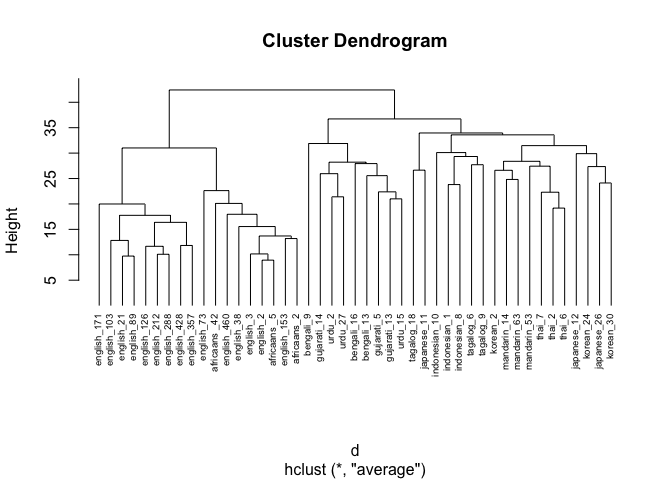 Cluster Dendrogram
Height
35
25
15
5
english_171
english_103
english_21
english_89
english_126
english_212
english_288
english_428
english_357
english_73
africaans_42
english_460
english_38
english_3
english_2
africaans_5
english_153
africaans_2
bengali_9
gujarati_14
urdu_2
urdu_27
bengali_16
bengali_13
gujarati_5
gujarati_13
urdu_15
tagalog_18
japanese_11
indonesian_10
indonesian_1
indonesian_8
tagalog_6
tagalog_9
korean_2
mandarin_14
mandarin_63
mandarin_53
thai_7
thai_2
thai_6
japanese_12
korean_24
japanese_26
korean_30
d
hclust (*, "average")